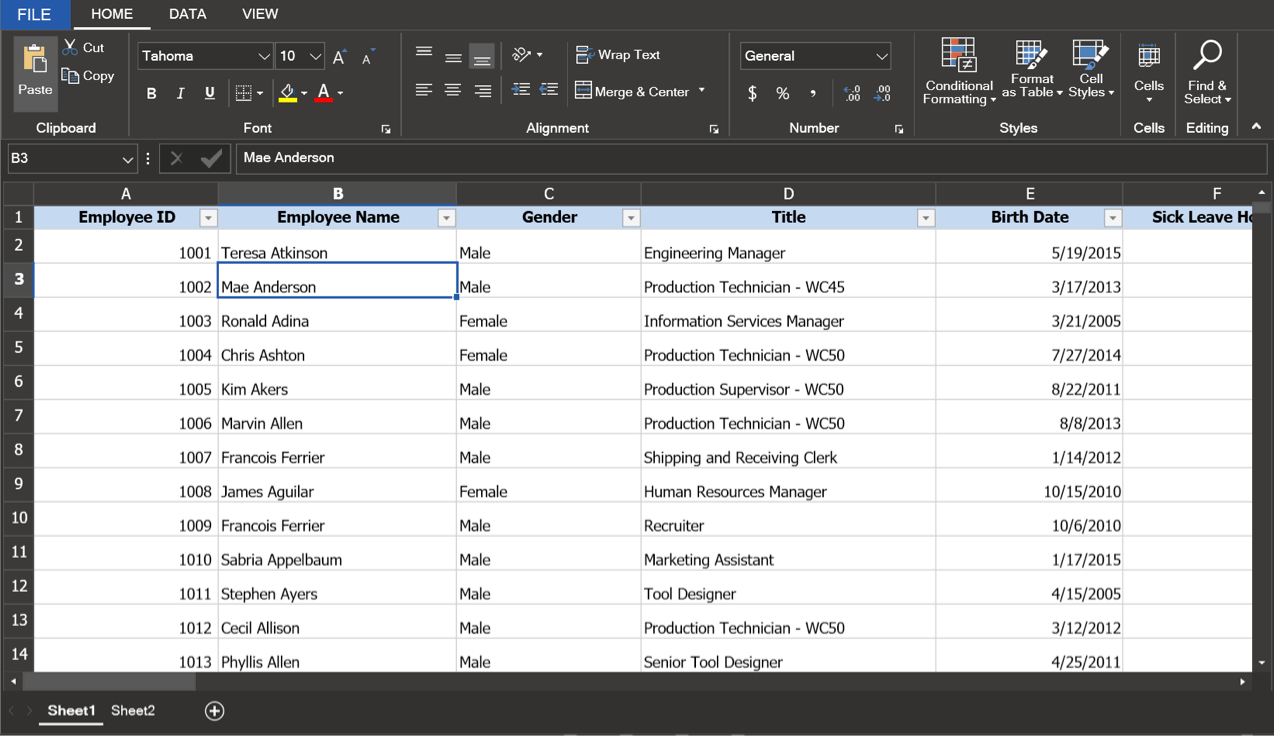 FILE HOME DATA VIEW
Paste Cut Copy Clipboard
Tahoma 10 A A B I U A Font
Wrap Text Merge & Center Alignment
General $ % , .00 .00 Number
Conditional Formatting Format as Table Cell Styles Styles
Cells Cells
Find & Select Editing
B3 Mae Anderson
A B C D E F
1 Employee ID Employee Name Gender Title Birth Date Sick Leave
2 1001 Teresa Atkinson Male Engineering Manager 5/19/2015
3 1002 Mae Anderson Male Production Technician - WC45 3/17/2013
4 1003 Ronald Adina Female Information Services Manager 3/21/2005
5 1004 Chris Ashton Female Production Technician - WC50 7/27/2014
6 1005 Kim Akers Male Production Supervisor - WC50 8/22/2011
7 1006 Marvin Allen Male Production Technician - WC50 8/8/2013
8 1007 Francois Ferrier Male Shipping and Receiving Clerk 1/14/2012
9 1008 James Aguilar Female Human Resources Manager 10/15/2010
10 1009 Francois Ferrier Male Recruiter 10/6/2010
11 1010 Sabria Appelbaum Male Marketing Assistant 1/17/2015
12 1011 Stephen Ayers Male Tool Designer 4/15/2005
13 1012 Cecil Allison Male Production Technician - WC50 3/12/2012
14 1013 Phyllis Allen Male Senior Tool Designer 4/25/2011
Sheet1 Sheet2